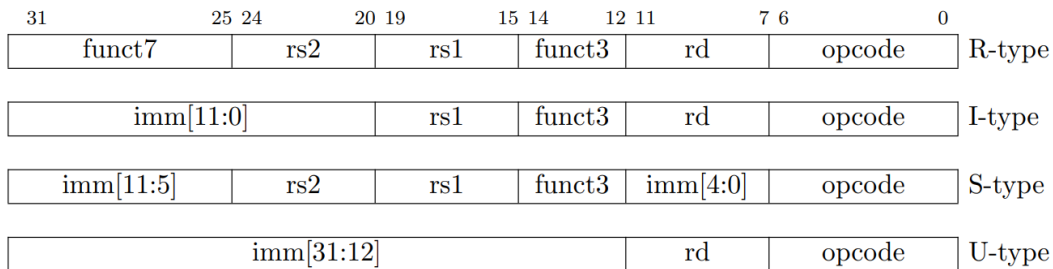 31 25 24 20 19 15 14 12 11 7 6 0
funct7 rs2 rs1 funct3 rd opcode R-type
imm[11:0] rs1 funct3 rd opcode I-type
imm[11:5] rs2 rs1 funct3 imm[4:0] opcode S-type
imm[31:12] rd opcode U-type